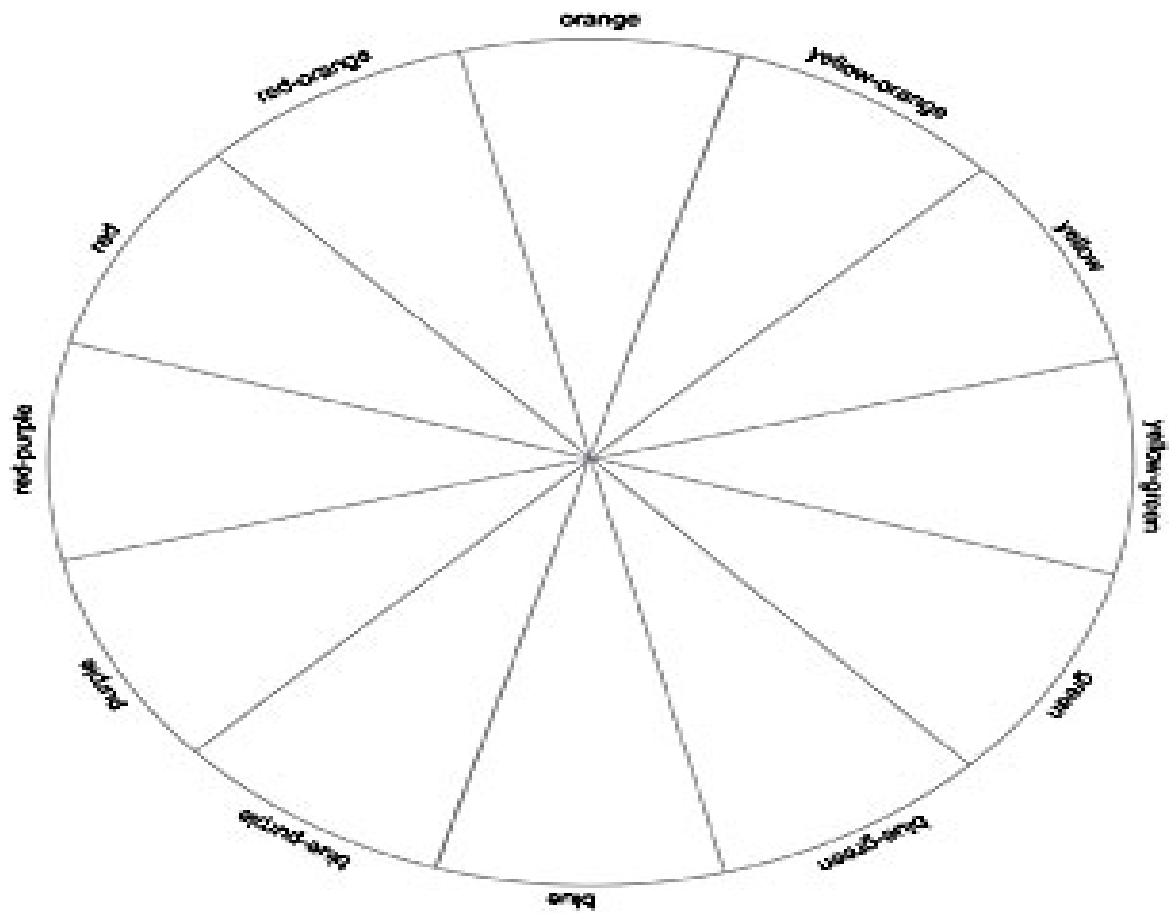 orange
yellow-orange
yellow
yellow-green
green
blue-green
blue
blue-purple
purple
red-purple
red
red-orange